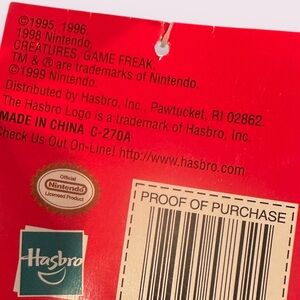 ©1995, 1996,
1998 Nintendo,
CREATURES, GAME FREAK.
TM & ® are trademarks of Nintendo.
©1999 Nintendo.
Distributed by Hasbro, Inc., Pawtucket, RI 02862.
The Hasbro Logo is a trademark of Hasbro, Inc.
MADE IN CHINA C-270A
Check Us Out On-Line! http://www.hasbro.com
Official
Nintendo
Licensed Product
PROOF OF PURCHASE
Hasbro